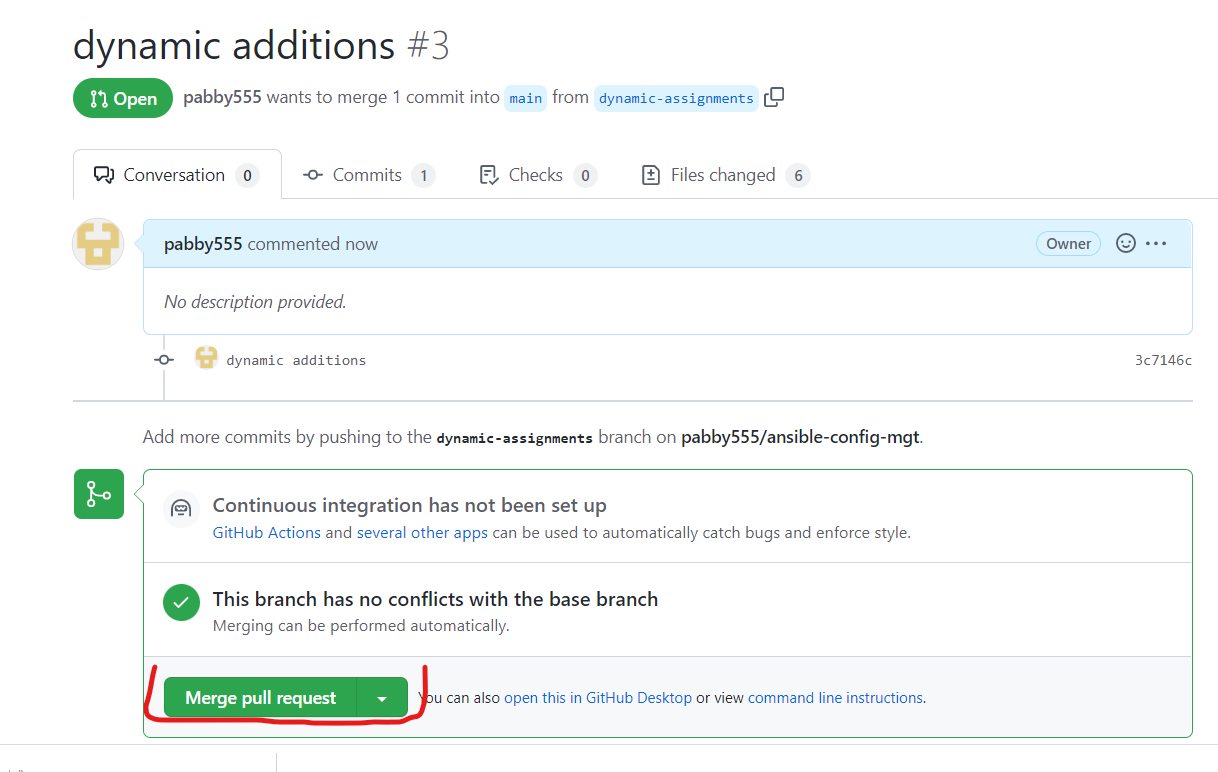 dynamic additions #3
Open pabby555 wants to merge 1 commit into main from dynamic-assignments
Conversation 0 Commits 1 Checks 0 Files changed 6
pabby555 commented now Owner
No description provided.
dynamic additions 3c7146c
Add more commits by pushing to the dynamic-assignments branch on pabby555/ansible-config-mgt.
Continuous integration has not been set up
GitHub Actions and several other apps can be used to automatically catch bugs and enforce style.
This branch has no conflicts with the base branch
Merging can be performed automatically.
Merge pull request You can also open this in GitHub Desktop or view command line instructions.